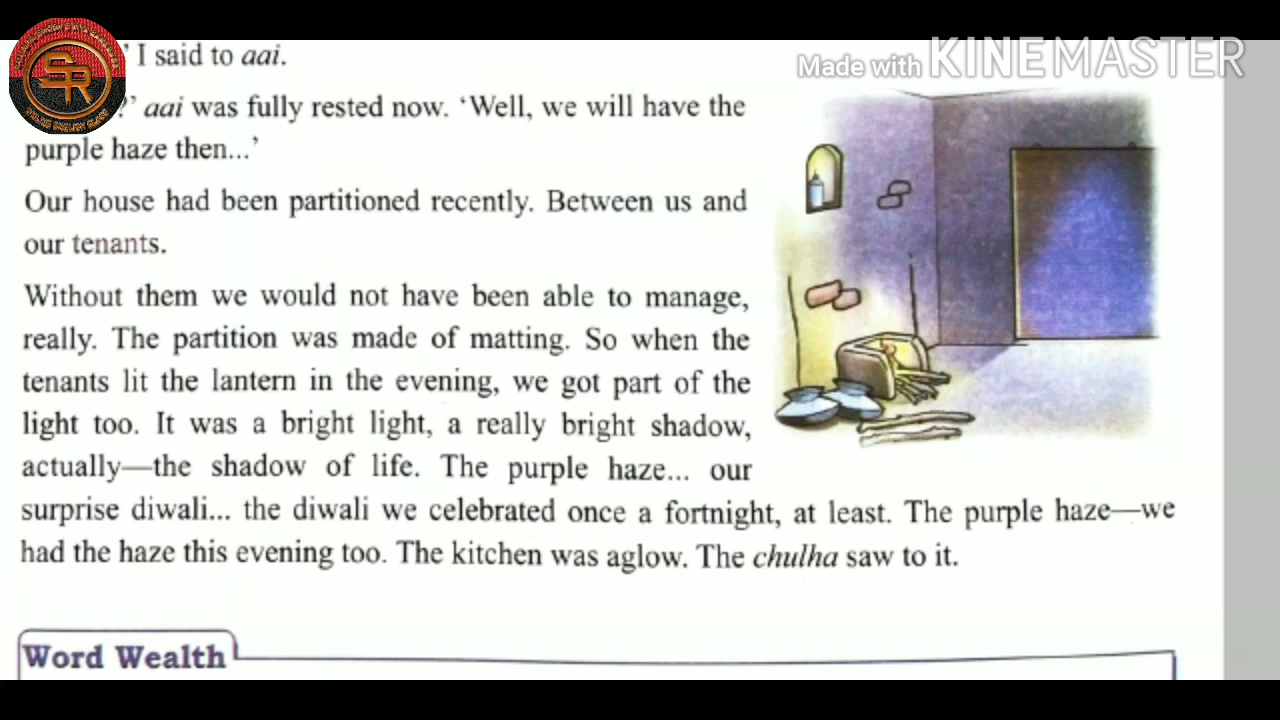 Made with KINEMASTER
SR
ONLINE ENGLISH CLASS
' I said to aai.
?' aai was fully rested now. 'Well, we will have the
purple haze then...'
Our house had been partitioned recently. Between us and
our tenants.
Without them we would not have been able to manage,
really. The partition was made of matting. So when the
tenants lit the lantern in the evening, we got part of the
light too. It was a bright light, a really bright shadow,
actually—the shadow of life. The purple haze... our
surprise diwali... the diwali we celebrated once a fortnight, at least. The purple haze—we
had the haze this evening too. The kitchen was aglow. The chulha saw to it.
Word Wealth